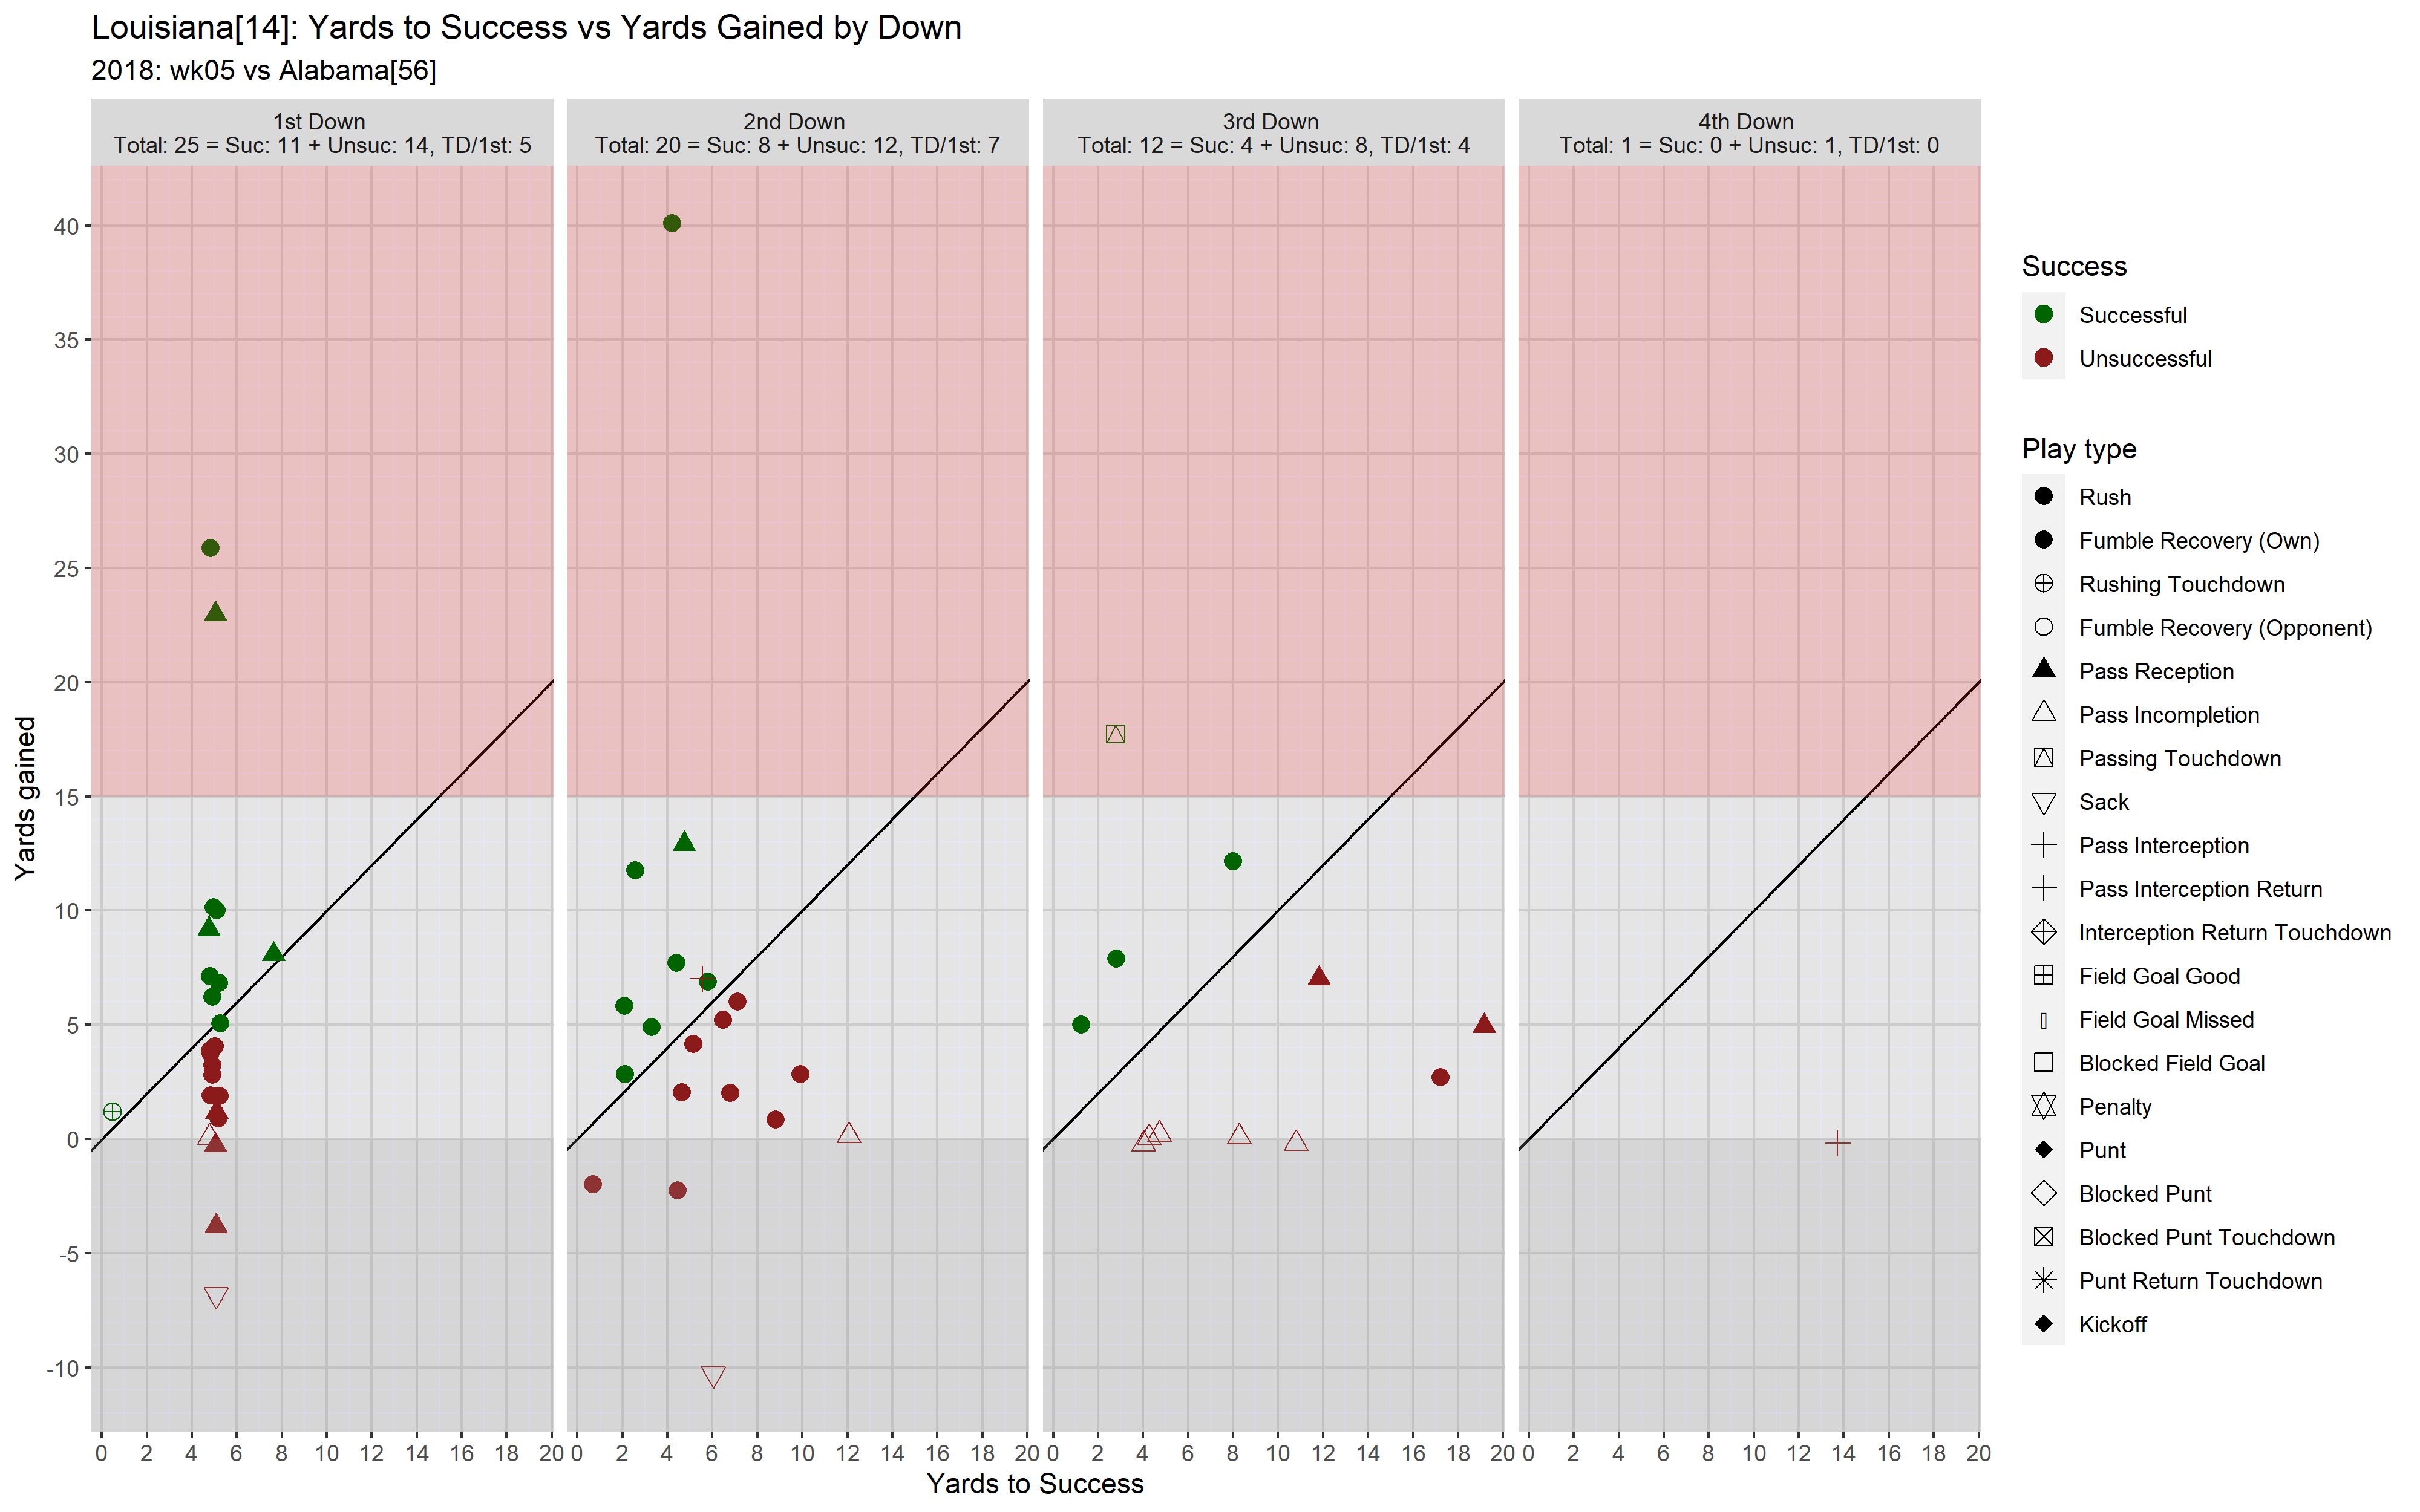 Louisiana[14]: Yards to Success vs Yards Gained by Down
2018: wk05 vs Alabama[56]
1st Down
Total: 25 = Suc: 11 + Unsuc: 14, TD/1st: 5
2nd Down
Total: 20 = Suc: 8 + Unsuc: 12, TD/1st: 7
3rd Down
Total: 12 = Suc: 4 + Unsuc: 8, TD/1st: 4
4th Down
Total: 1 = Suc: 0 + Unsuc: 1, TD/1st: 0
Yards gained
40
35
30
25
20
15
10
5
0
-5
-10
0 2 4 6 8 10 12 14 16 18 20
0 2 4 6 8 10 12 14 16 18 20
0 2 4 6 8 10 12 14 16 18 20
0 2 4 6 8 10 12 14 16 18 20
Yards to Success
Success
Successful
Unsuccessful
Play type
Rush
Fumble Recovery (Own)
Rushing Touchdown
Fumble Recovery (Opponent)
Pass Reception
Pass Incompletion
Passing Touchdown
Sack
Pass Interception
Pass Interception Return
Interception Return Touchdown
Field Goal Good
Field Goal Missed
Blocked Field Goal
Penalty
Punt
Blocked Punt
Blocked Punt Touchdown
Punt Return Touchdown
Kickoff